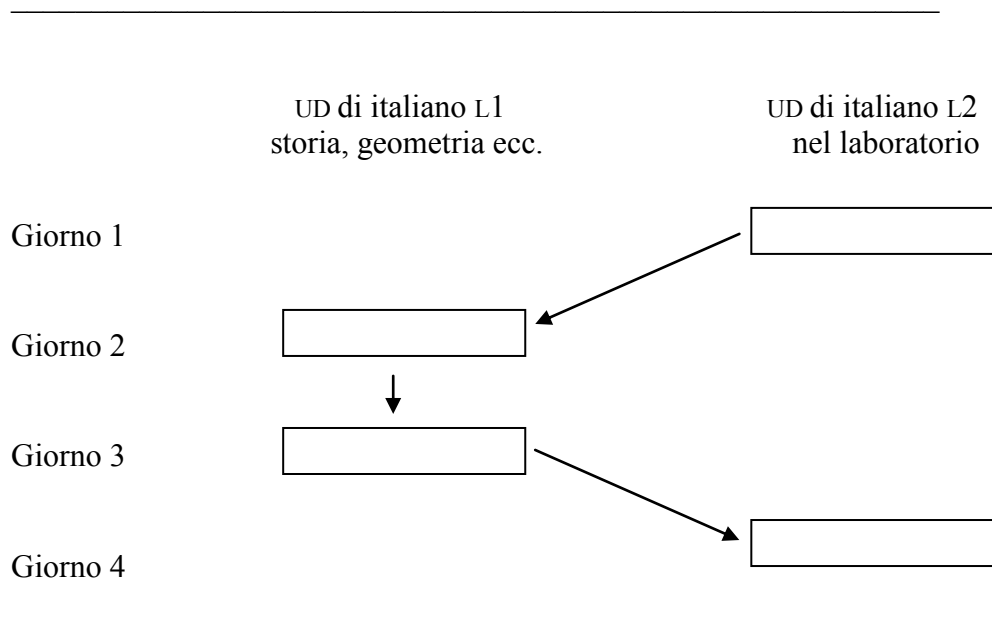 UD di italiano L1
storia, geometria ecc.
UD di italiano L2
nel laboratorio
Giorno 1
Giorno 2
Giorno 3
Giorno 4